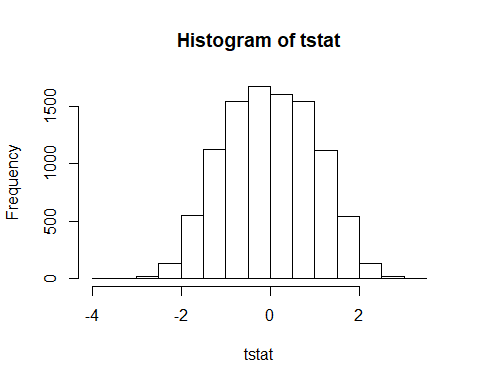 Histogram of tstat
Frequency
1500
1000
500
0
-4 -2 0 2
tstat